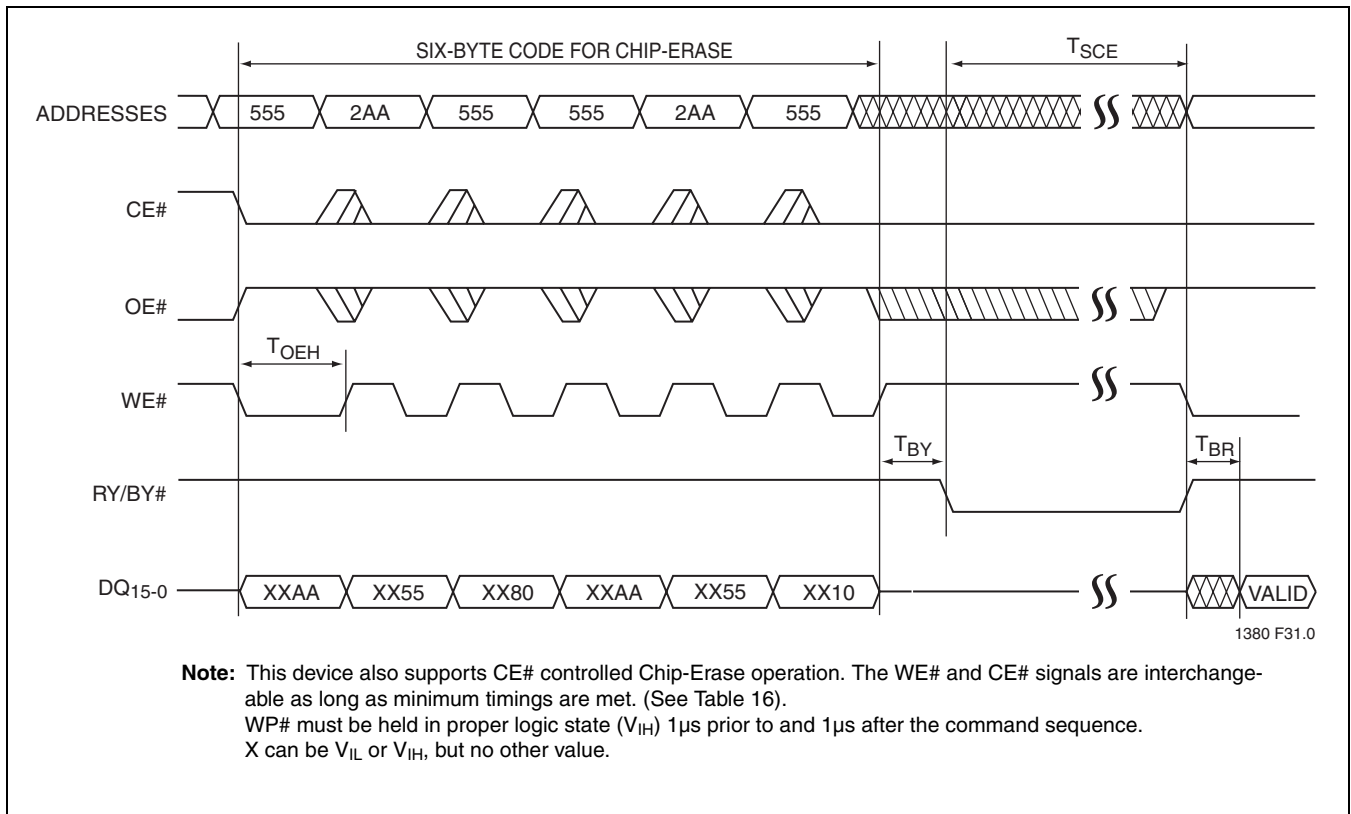 SIX-BYTE CODE FOR CHIP-ERASE
TSCE
ADDRESSES 555 2AA 555 555 2AA 555
CE#
OE#
TOEH
WE#
TBY TBR
RY/BY#
DQ15-0 XXAA XX55 XX80 XXAA XX55 XX10 VALID
1380 F31.0
Note: This device also supports CE# controlled Chip-Erase operation. The WE# and CE# signals are interchange-
able as long as minimum timings are met. (See Table 16).
WP# must be held in proper logic state (VIH) 1µs prior to and 1µs after the command sequence.
X can be VIL or VIH, but no other value.